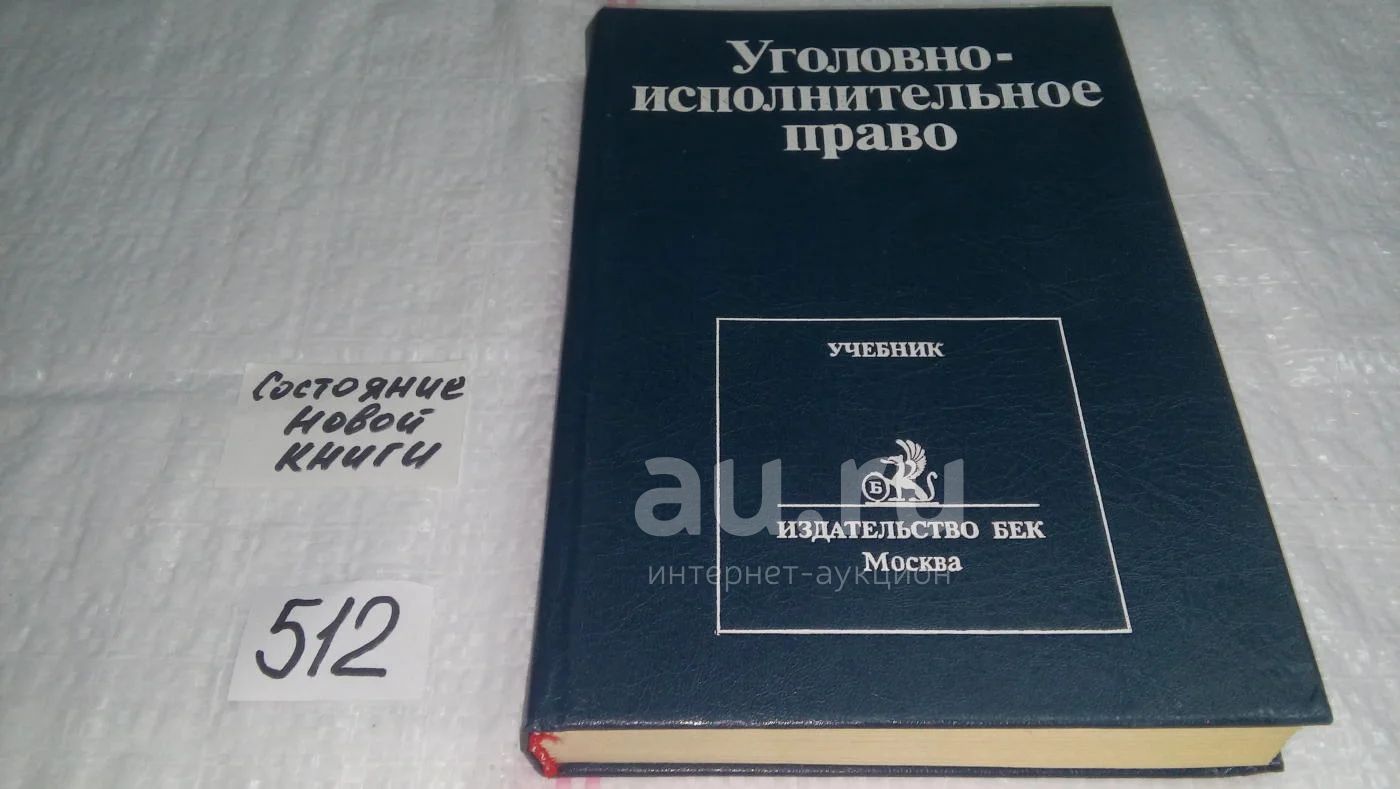 Уголовно-
исполнительное
право
УЧЕБНИК
Б
ИЗДАТЕЛЬСТВО БЕК
Москва
au.ru
интернет-аукцион
Состояние
новой
книги
512